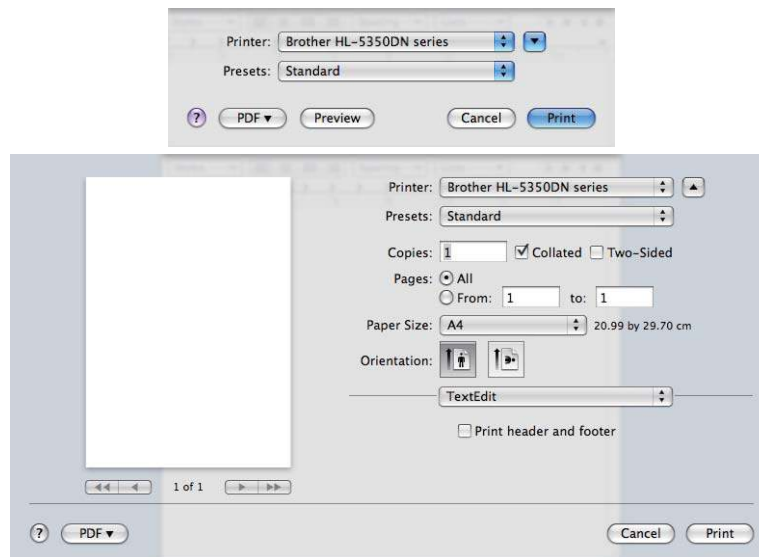 Printer: Brother HL-5350DN series
Presets: Standard
? PDF▼ Preview Cancel Print
Printer: Brother HL-5350DN series
Presets: Standard
Copies: 1 Collated Two-Sided
Pages: All
From: 1 to: 1
Paper Size: A4 20.99 by 29.70 cm
Orientation:
TextEdit
Print header and footer
1 of 1
? PDF▼ Cancel Print